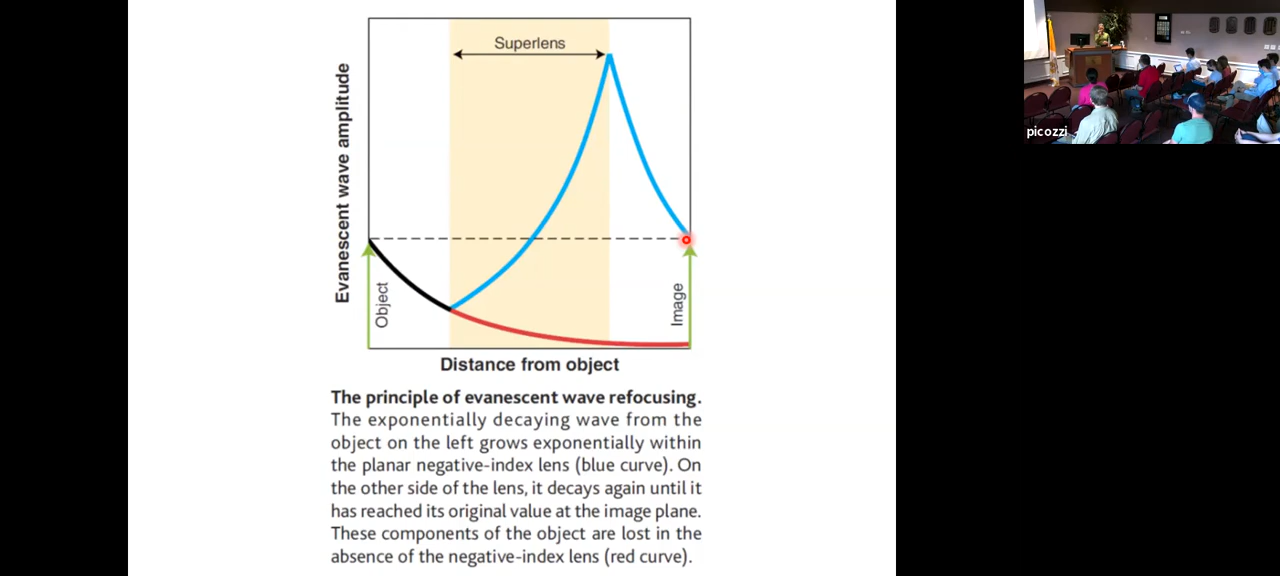 Superlens
Evanescent wave amplitude
Object
Image
Distance from object
The principle of evanescent wave refocusing.
The exponentially decaying wave from the
object on the left grows exponentially within
the planar negative-index lens (blue curve). On
the other side of the lens, it decays again until it
has reached its original value at the image plane.
These components of the object are lost in the
absence of the negative-index lens (red curve).
picozzi